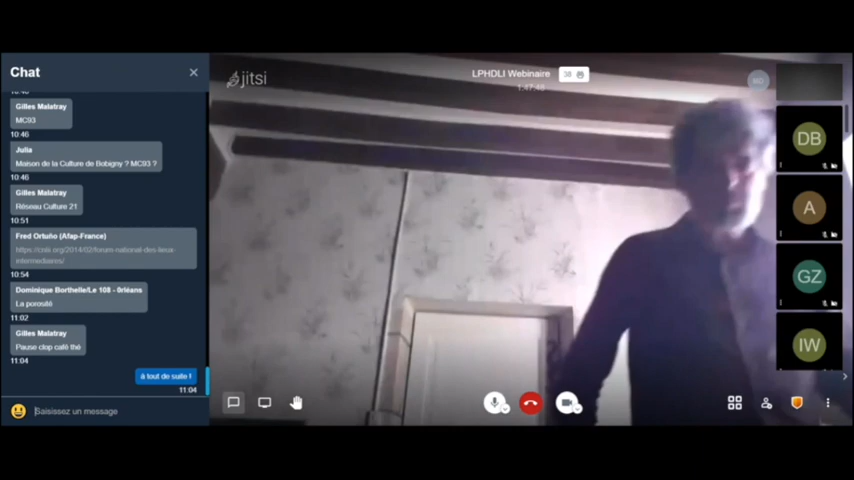 Chat
10:46
Gilles Malatray
MC93
10:46
Julia
Maison de la Culture de Bobigny ? MC93 ?
10:46
Gilles Malatray
Réseau Culture 21
10:51
Fred Ortuño (Afap-France)
https://cnlii.org/2014/02/forum-national-des-lieux-
intermediaires/
10:54
Dominique Borthelle/Le 108 - Orléans
La porosité
11:02
Gilles Malatray
Pause clop café thé
11:04
à tout de suite !
11:04
Saisissez un message
jitsi
LPHDLI Webinaire
38
1:47:48
MD
DB
A
GZ
IW